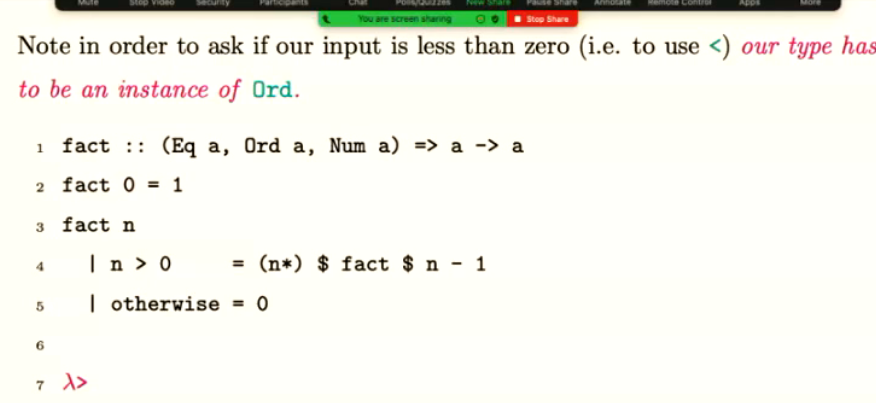 Mute Stop Video Security Participants Chat Polls/Quizzes New Share Pause Share Annotate Remote Control Apps More
You are screen sharing Stop Share
Note in order to ask if our input is less than zero (i.e. to use <) our type has
to be an instance of Ord.
1 fact :: (Eq a, Ord a, Num a) => a -> a
2 fact 0 = 1
3 fact n
4 | n > 0 = (n*) $ fact $ n - 1
5 | otherwise = 0
6
7 λ>